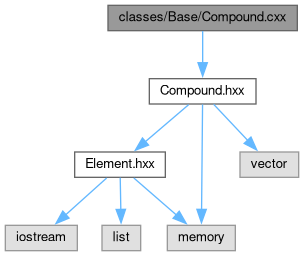 classes/Base/Compound.cxx
Compound.hxx
Element.hxx
vector
iostream
list
memory